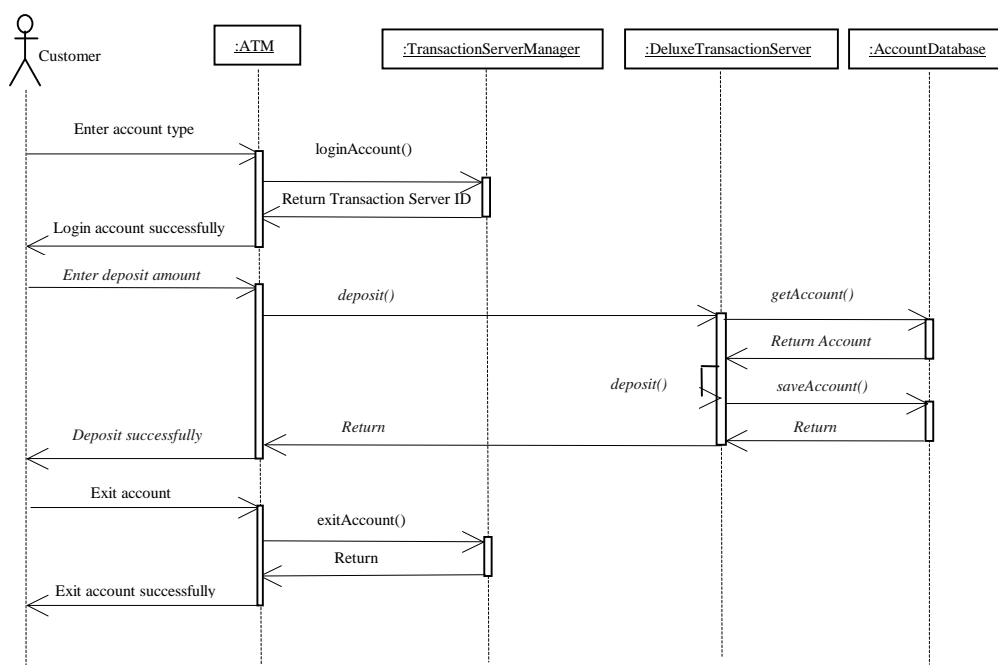 :ATM
:TransactionServerManager
:DeluxeTransactionServer
:AccountDatabase
Customer
Enter account type
loginAccount()
Return Transaction Server ID
Login account successfully
Enter deposit amount
deposit()
getAccount()
Return Account
deposit()
saveAccount()
Deposit successfully
Return
Return
Exit account
exitAccount()
Return
Exit account successfully